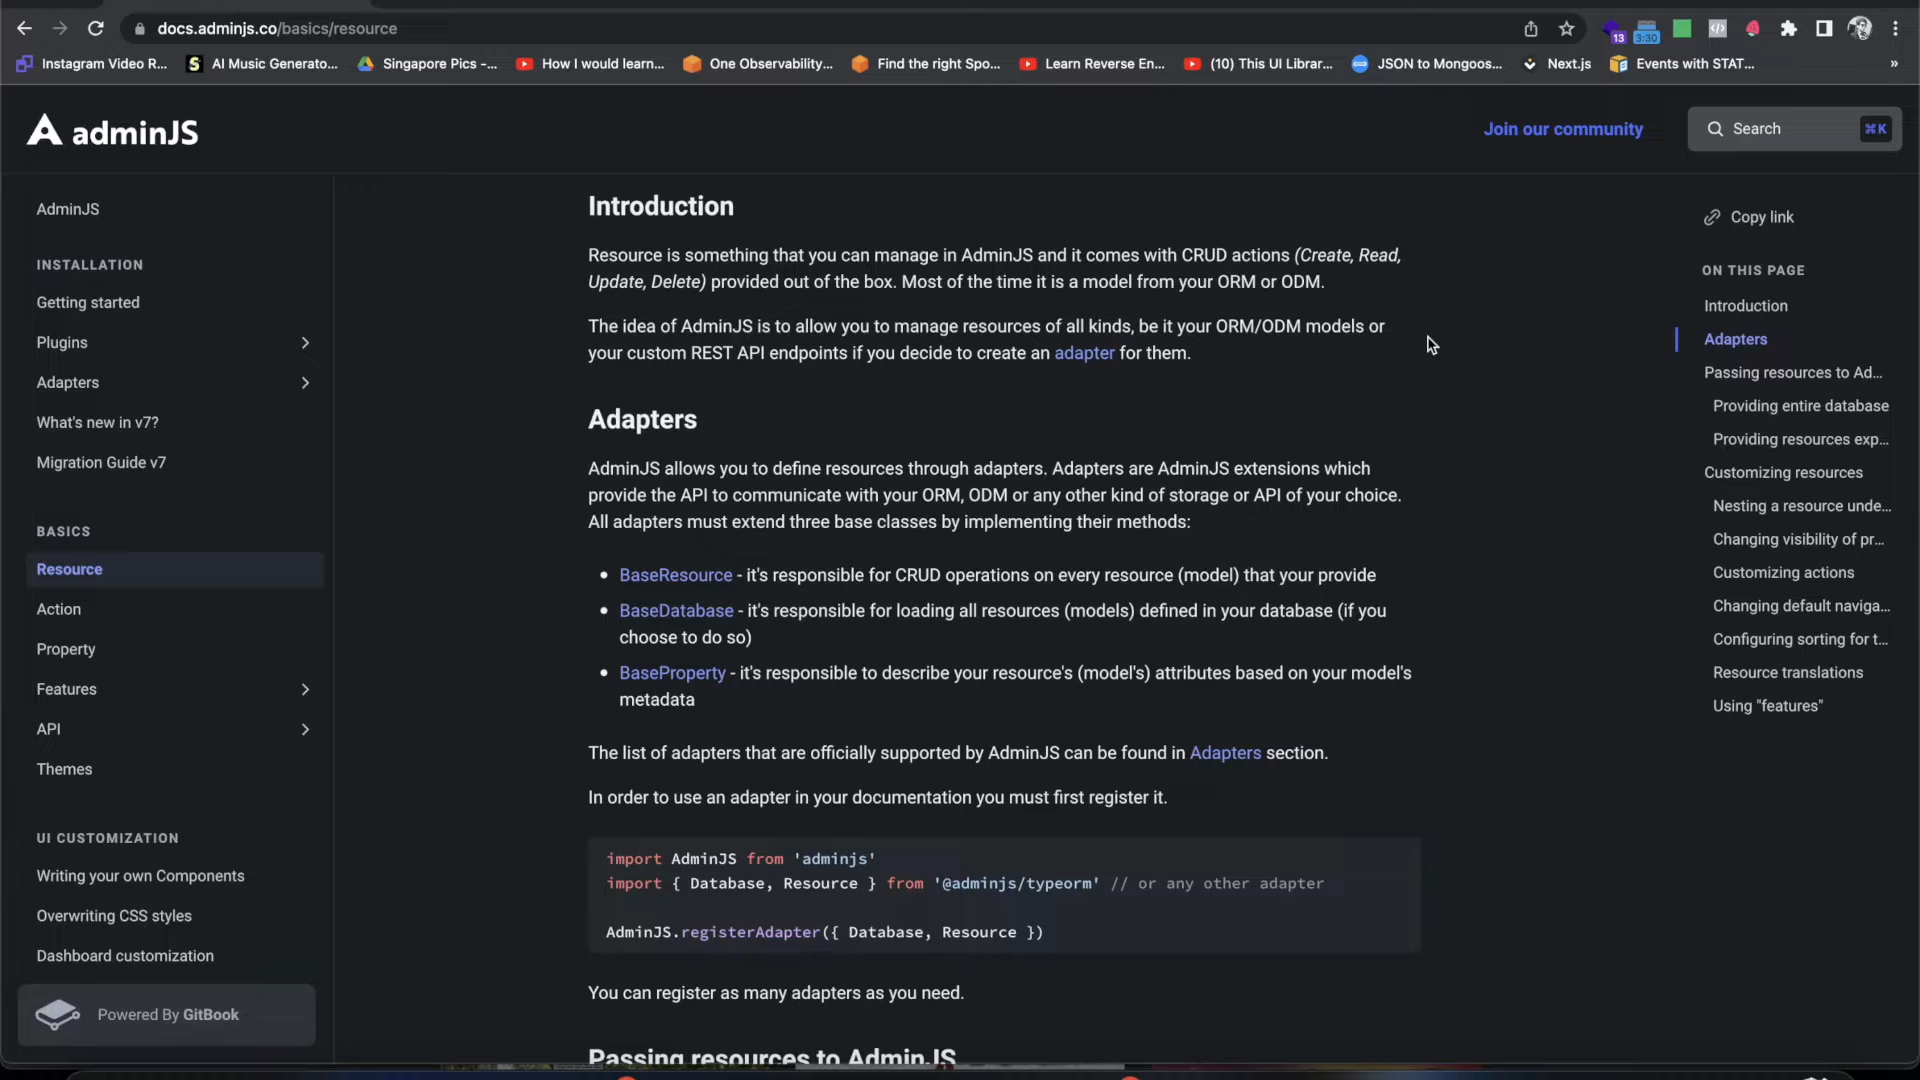 docs.adminjs.co/basics/resource
13
3:30
Instagram Video R...
AI Music Generato...
Singapore Pics -...
How I would learn...
One Observability...
Find the right Spo...
Learn Reverse En...
(10) This UI Librar...
JSON to Mongoos...
Next.js
Events with STAT...
»
adminJS
Join our community
Search
⌘K
AdminJS
INSTALLATION
Getting started
Plugins
Adapters
What's new in v7?
Migration Guide v7
BASICS
Resource
Action
Property
Features
API
Themes
UI CUSTOMIZATION
Writing your own Components
Overwriting CSS styles
Dashboard customization
Powered By GitBook
Introduction
Resource is something that you can manage in AdminJS and it comes with CRUD actions (Create, Read,
Update, Delete) provided out of the box. Most of the time it is a model from your ORM or ODM.
The idea of AdminJS is to allow you to manage resources of all kinds, be it your ORM/ODM models or
your custom REST API endpoints if you decide to create an adapter for them.
Adapters
AdminJS allows you to define resources through adapters. Adapters are AdminJS extensions which
provide the API to communicate with your ORM, ODM or any other kind of storage or API of your choice.
All adapters must extend three base classes by implementing their methods:
• BaseResource - it's responsible for CRUD operations on every resource (model) that your provide
• BaseDatabase - it's responsible for loading all resources (models) defined in your database (if you
choose to do so)
• BaseProperty - it's responsible to describe your resource's (model's) attributes based on your model's
metadata
The list of adapters that are officially supported by AdminJS can be found in Adapters section.
In order to use an adapter in your documentation you must first register it.
import AdminJS from 'adminjs'
import { Database, Resource } from '@adminjs/typeorm' // or any other adapter
AdminJS.registerAdapter({ Database, Resource })
You can register as many adapters as you need.
Passing resources to AdminJS
Copy link
ON THIS PAGE
Introduction
Adapters
Passing resources to Ad...
Providing entire database
Providing resources exp...
Customizing resources
Nesting a resource unde...
Changing visibility of pr...
Customizing actions
Changing default naviga...
Configuring sorting for t...
Resource translations
Using "features"